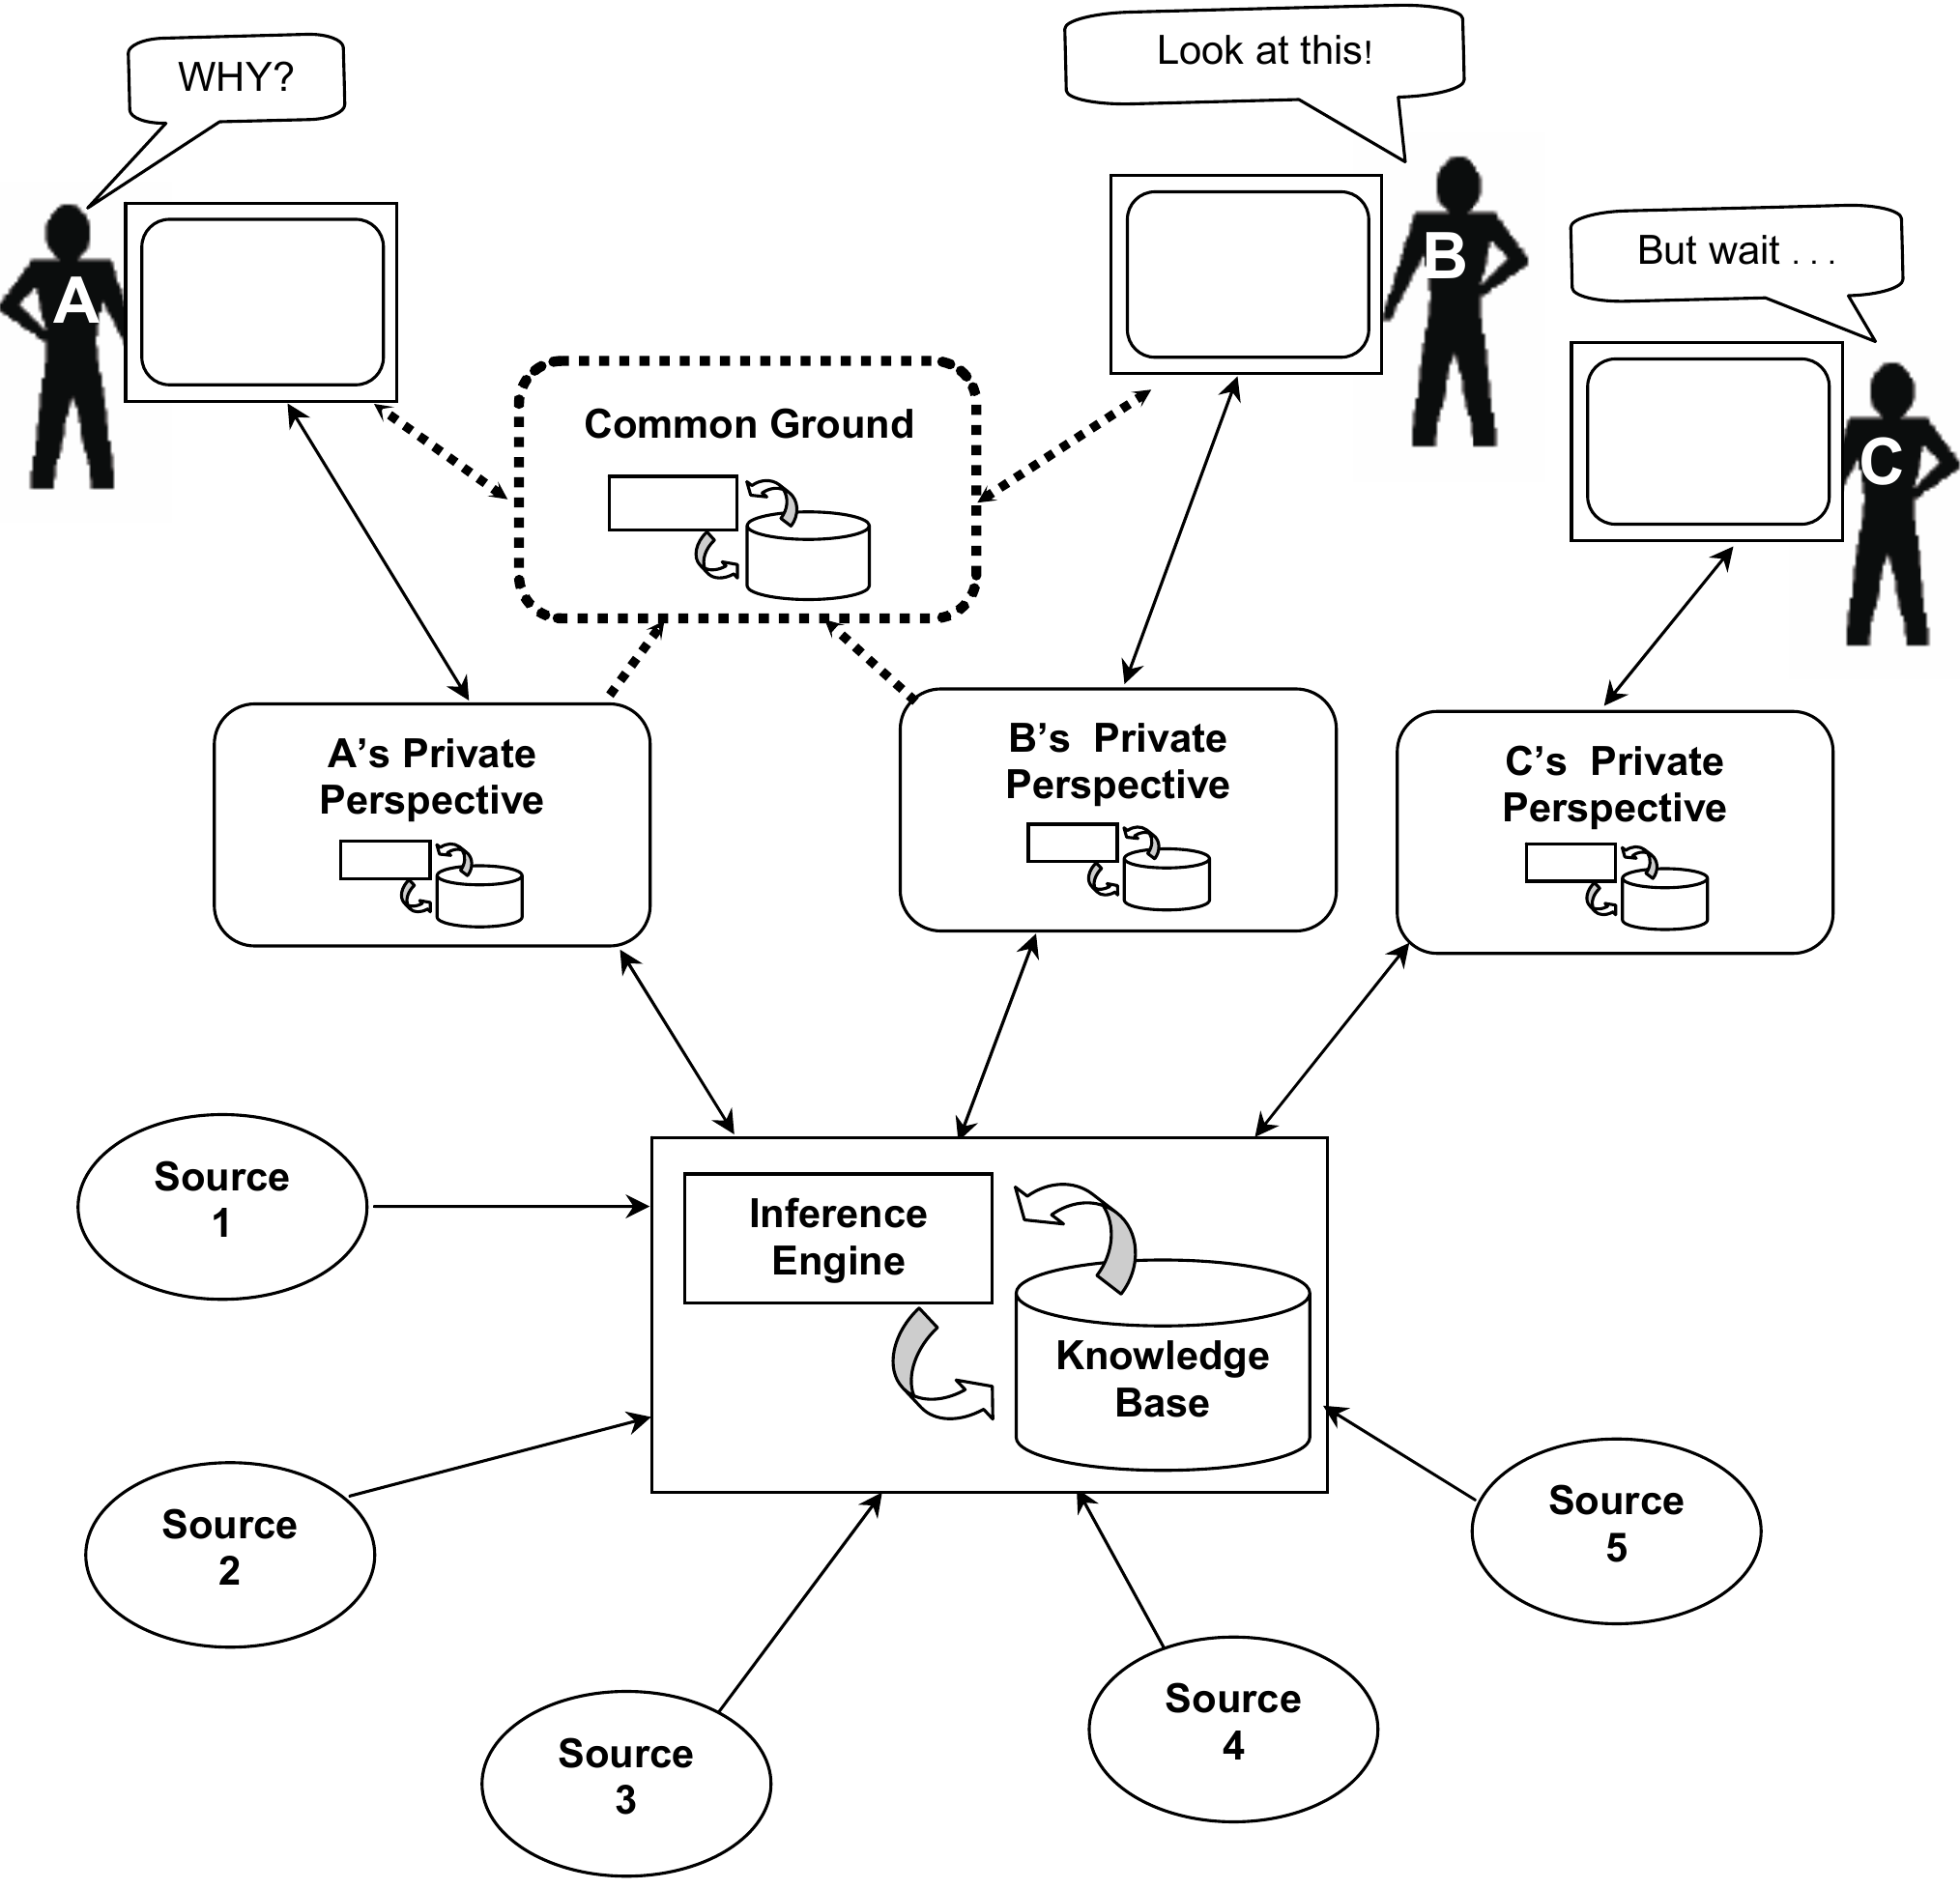 WHY?
Look at this!
A
B
But wait . . .
C
Common Ground
A’s Private
Perspective
B’s  Private
Perspective
C’s  Private
Perspective
Source
1
Inference
Engine
Knowledge
Base
Source
2
Source
5
Source
3
Source
4